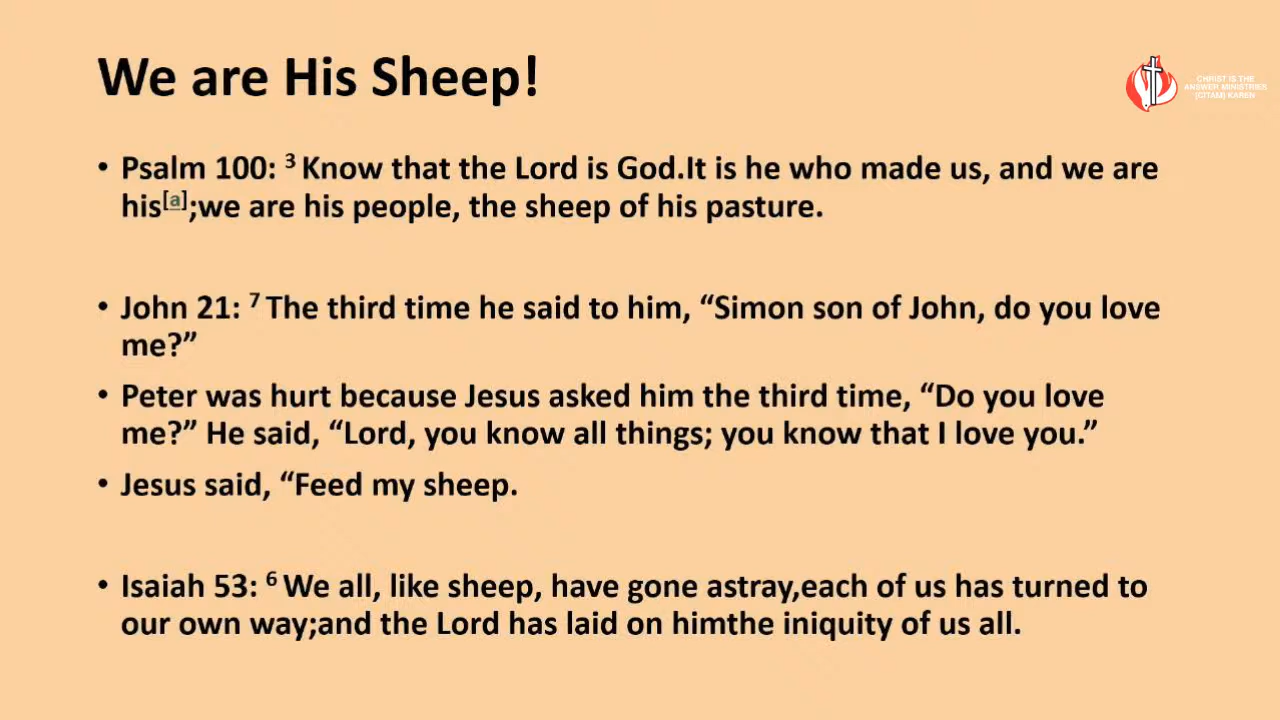 We are His Sheep!
CHRIST IS THE
ANSWER MINISTRIES
(CITAM) KAREN
• Psalm 100: ³ Know that the Lord is God.It is he who made us, and we are
his[a];we are his people, the sheep of his pasture.
• John 21: ⁷ The third time he said to him, “Simon son of John, do you love
me?”
• Peter was hurt because Jesus asked him the third time, “Do you love
me?” He said, “Lord, you know all things; you know that I love you.”
• Jesus said, “Feed my sheep.
• Isaiah 53: ⁶ We all, like sheep, have gone astray,each of us has turned to
our own way;and the Lord has laid on himthe iniquity of us all.